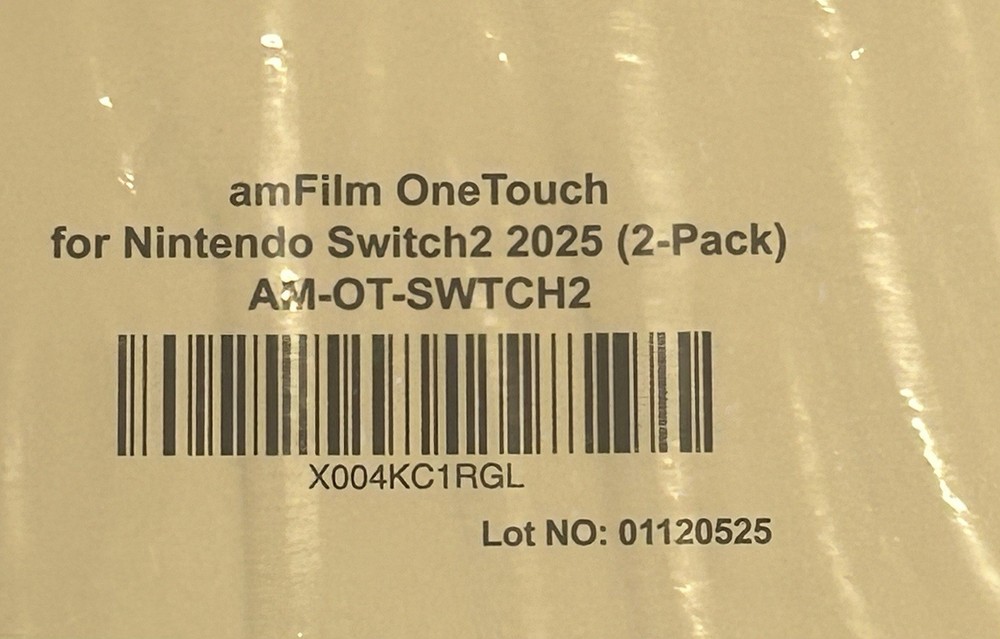 amFilm OneTouch
for Nintendo Switch2 2025 (2-Pack)
AM-OT-SWTCH2
X004KC1RGL
Lot NO: 01120525